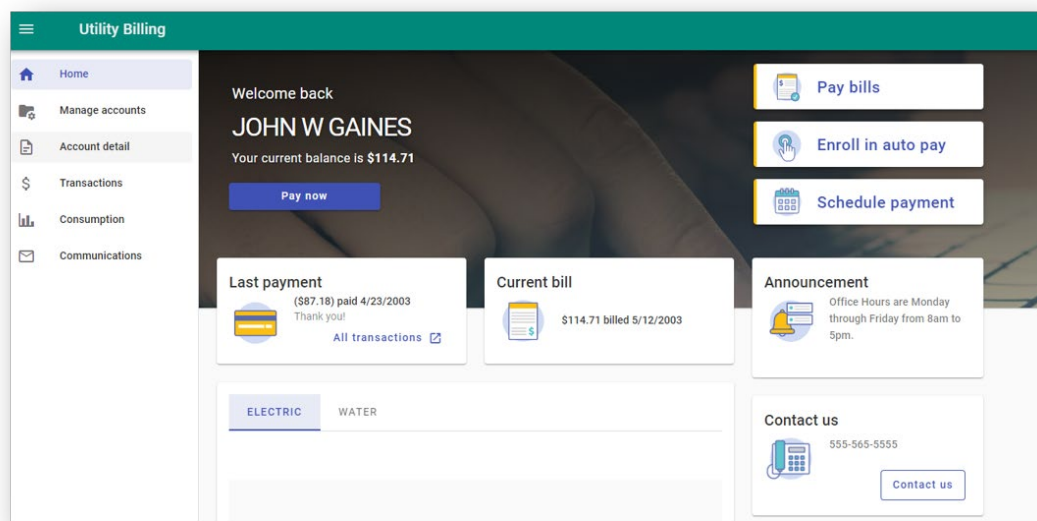 Utility Billing
Home
Manage accounts
Account detail
Transactions
Consumption
Communications
Welcome back
JOHN W GAINES
Your current balance is $114.71
Pay now
Pay bills
Enroll in auto pay
Schedule payment
Last payment
($87.18) paid 4/23/2003
Thank you!
All transactions
Current bill
$114.71 billed 5/12/2003
Announcement
Office Hours are Monday
through Friday from 8am to
5pm.
ELECTRIC
WATER
Contact us
555-565-5555
Contact us